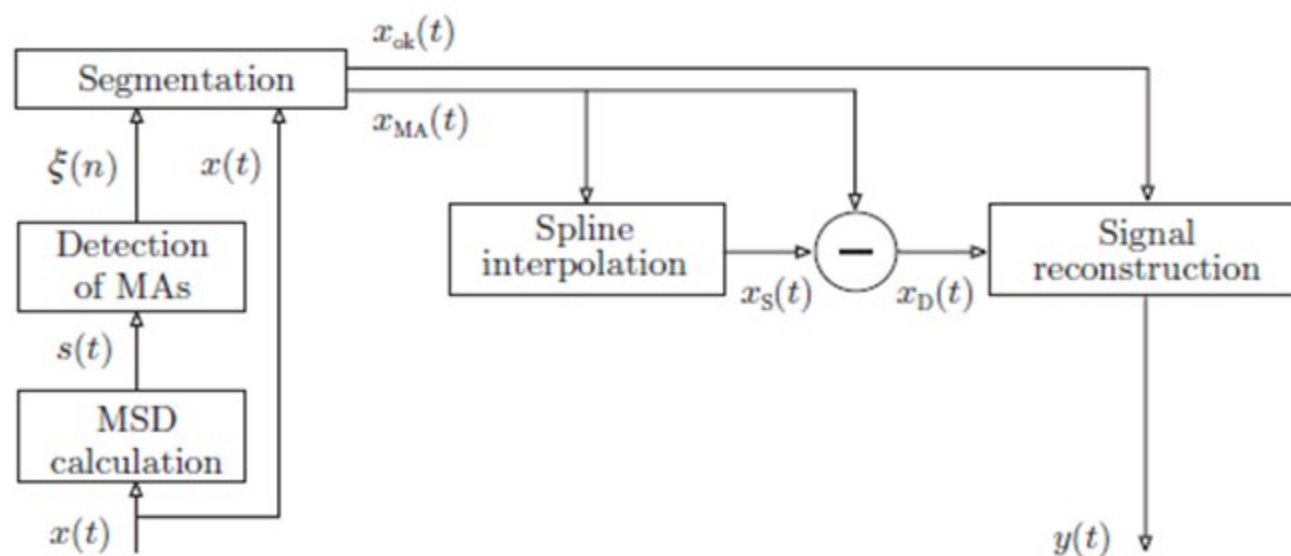 x_ok(t)
Segmentation
x_MA(t)
ξ(n)
x(t)
Detection
of MAs
Spline
interpolation
−
Signal
reconstruction
x_S(t)
x_D(t)
s(t)
MSD
calculation
x(t)
y(t)